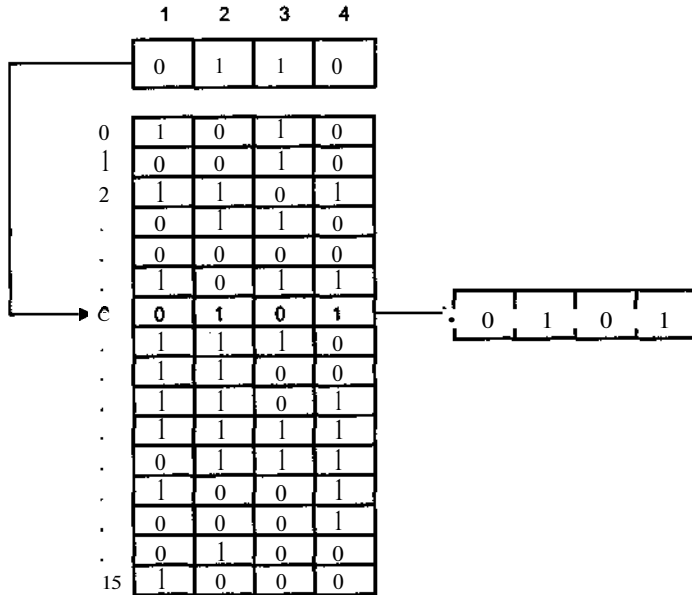 1 2 3 4
0 1 1 0
0 1 0 1 0
1 0 0 1 0
2 1 1 0 1
. 0 1 1 0
. 0 0 0 0
. 1 0 1 1
0 1 0 1 0 1 0 1
. 1 1 1 0
. 1 1 0 0
. 1 1 0 1
. 1 1 1 1
. 0 1 1 1
. 1 0 0 1
. 0 0 0 1
. 0 1 0 0
15 1 0 0 0